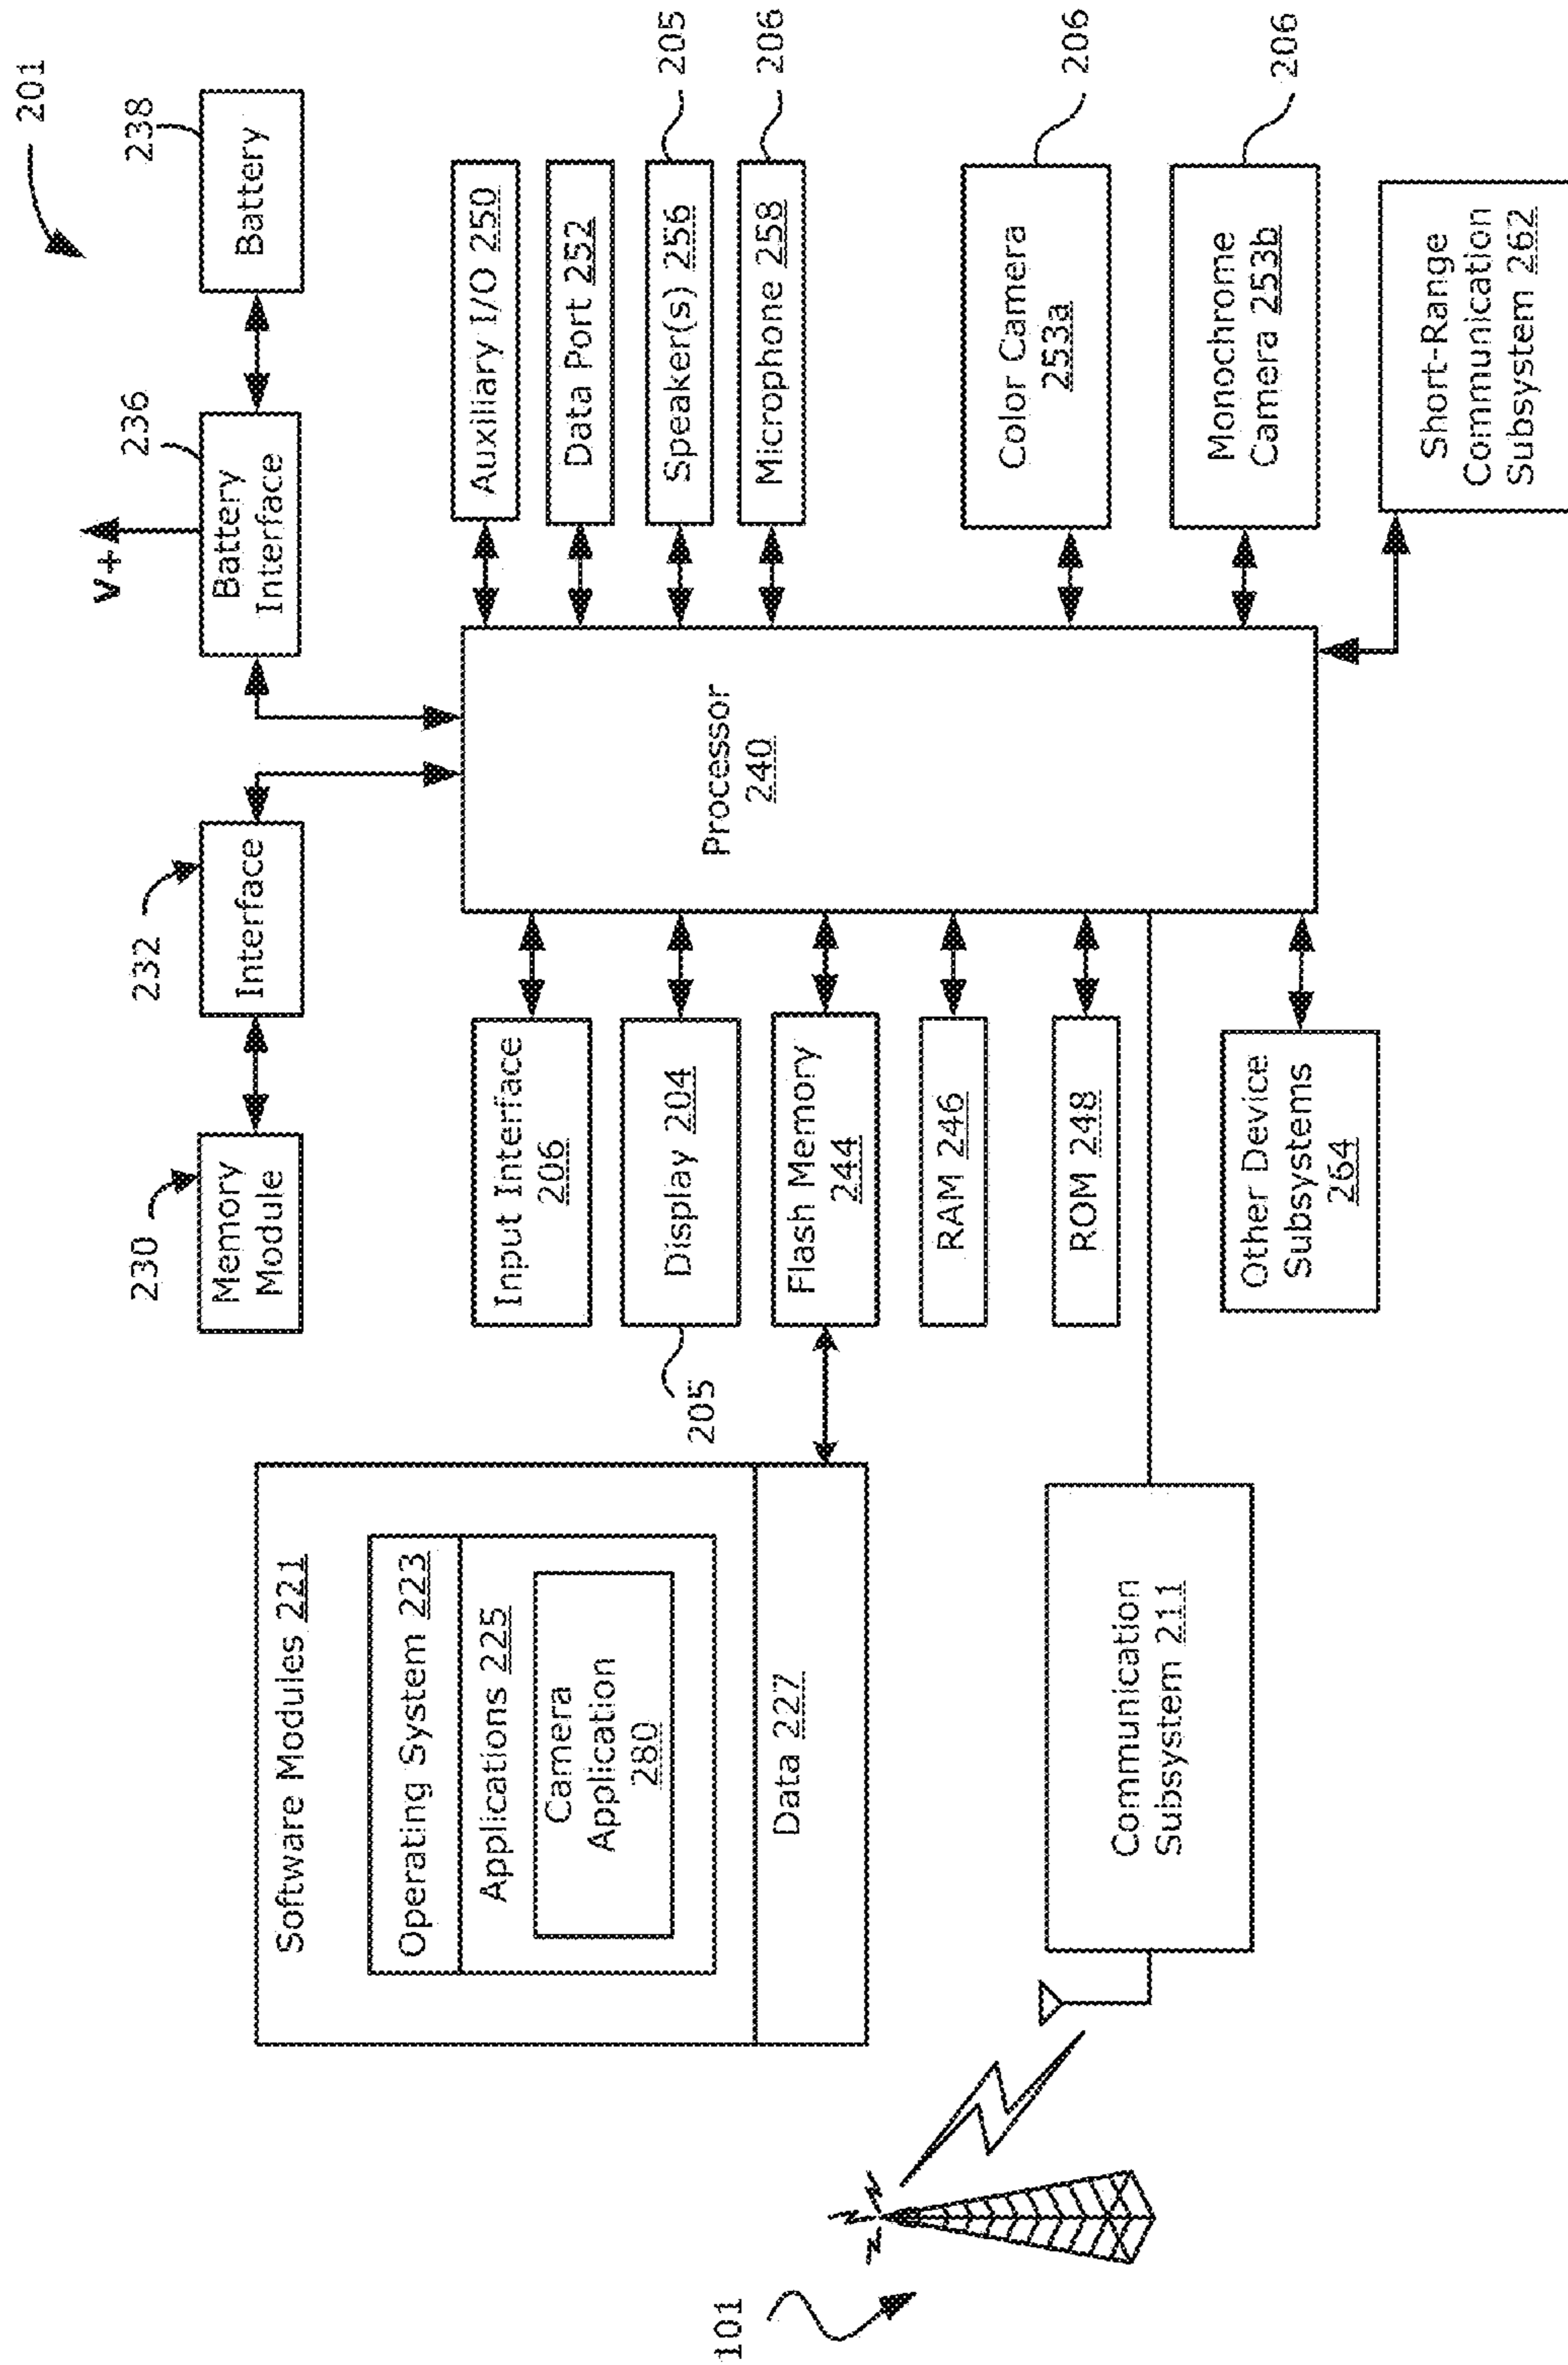 201
230
Memory
Module
232
Interface
V+
236
Battery
Interface
238
Battery
Software Modules 221
Operating System 223
Applications 225
Camera
Application
280
Data 227
Input Interface
206
Display 204
205
Flash Memory
244
RAM 246
ROM 248
Other Device
Subsystems
264
Processor
240
Auxiliary I/O 250
Data Port 252
Speaker(s) 256
205
Microphone 258
206
Color Camera
253a
206
Monochrome
Camera 253b
206
Short-Range
Communication
Subsystem 262
Communication
Subsystem 211
101